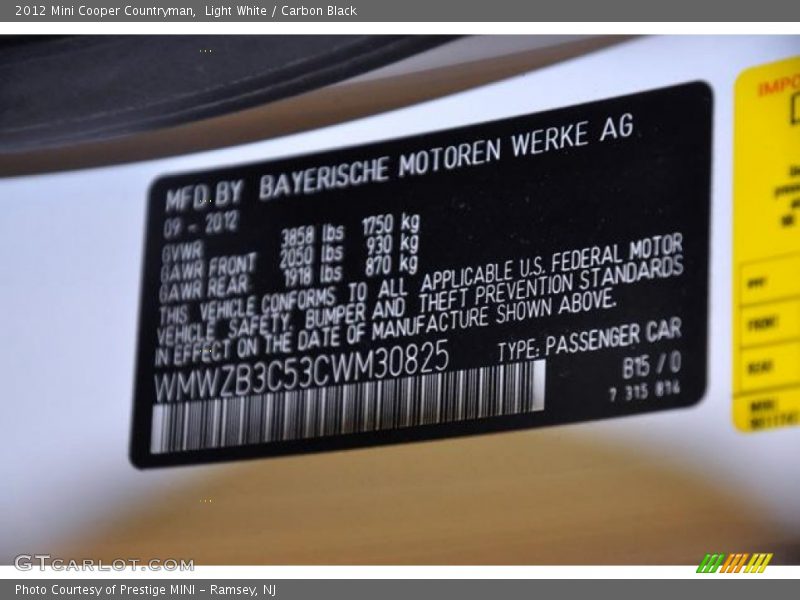 2012 Mini Cooper Countryman, Light White / Carbon Black
MFD BY BAYERISCHE MOTOREN WERKE AG
09 - 2012
GVWR 3858 lbs 1750 kg
GAWR FRONT 2050 lbs 930 kg
GAWR REAR 1918 lbs 870 kg
THIS VEHICLE CONFORMS TO ALL APPLICABLE U.S. FEDERAL MOTOR
VEHICLE SAFETY, BUMPER AND THEFT PREVENTION STANDARDS
IN EFFECT ON THE DATE OF MANUFACTURE SHOWN ABOVE.
WMWZB3C53CWM30825 TYPE: PASSENGER CAR
B15 / 0
7 315 814
IMPO
FRONT
REAR
GTCARLOT.COM
Photo Courtesy of Prestige MINI - Ramsey, NJ